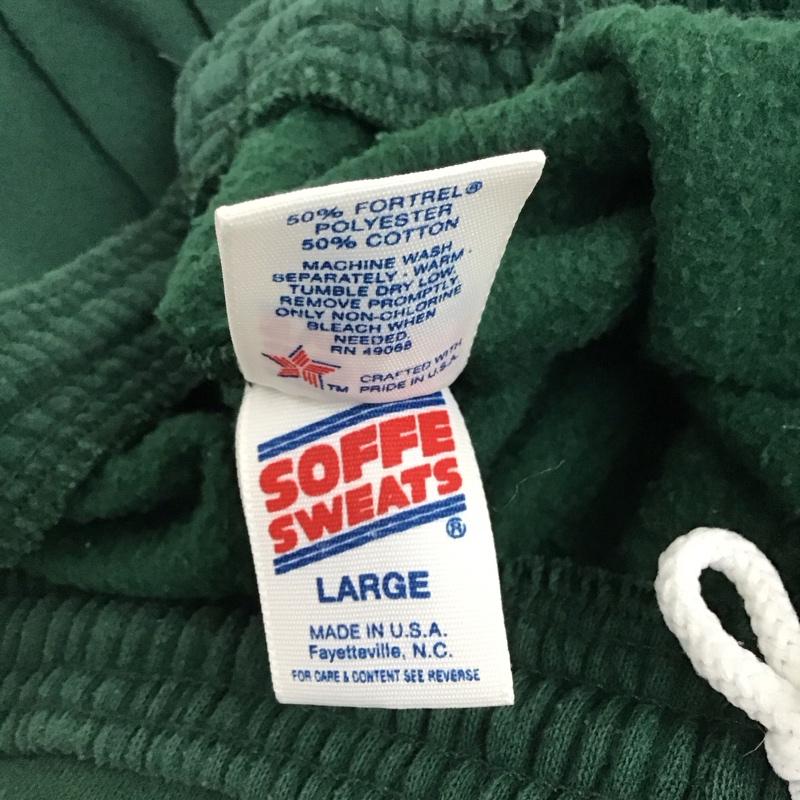 50% FORTREL®
POLYESTER
50% COTTON
MACHINE WASH
SEPARATELY - WARM -
TUMBLE DRY LOW.
REMOVE PROMPTLY.
ONLY NON-CHLORINE
BLEACH WHEN
NEEDED.
RN 49068
TM CRAFTED WITH
PRIDE IN U.S.A.
SOFFE
SWEATS
®
LARGE
MADE IN U.S.A.
Fayetteville, N.C.
FOR CARE & CONTENT SEE REVERSE